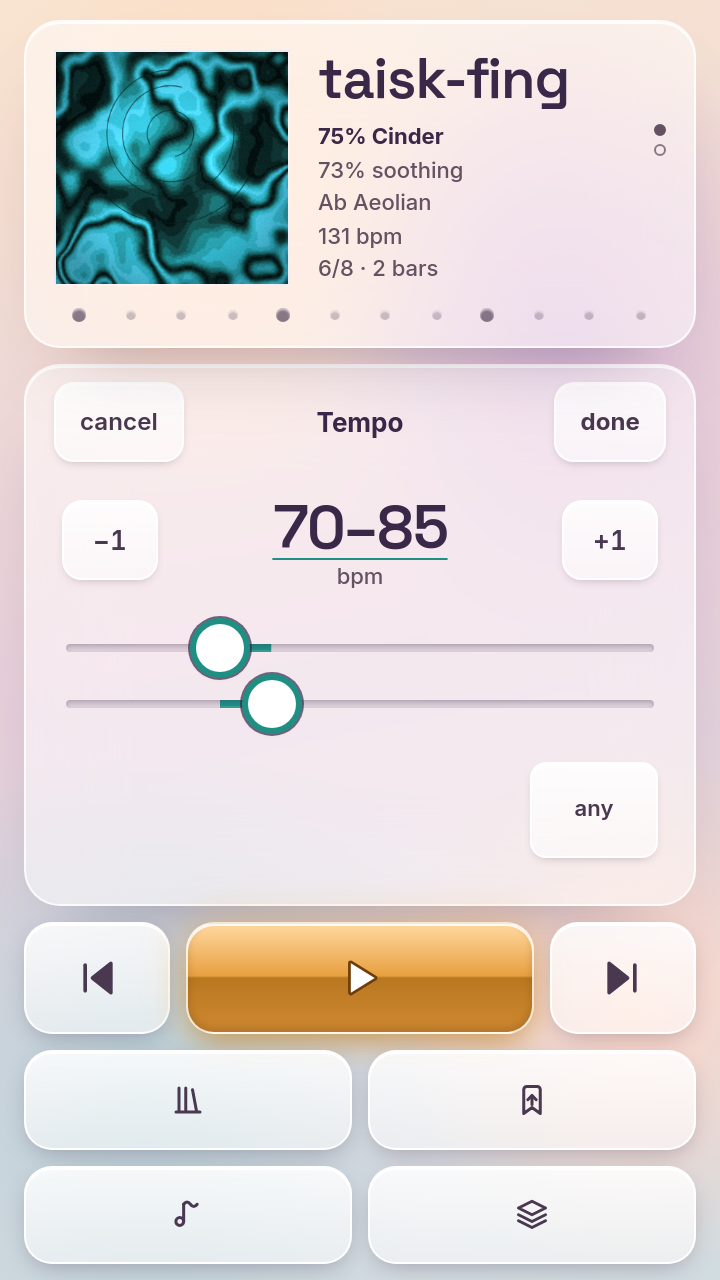 taisk-fing
75% Cinder
73% soothing
Ab Aeolian
131 bpm
6/8 · 2 bars
cancel
Tempo
done
−1
70–85
+1
bpm
any